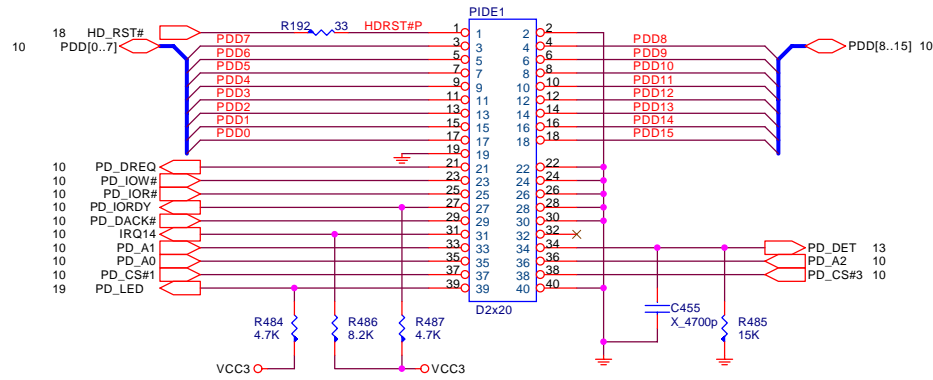 PIDE1
18 HD_RST# R192 33 HDRST#P 1 1 2 2
10 PDD[0..7] PDD7 3 3 4 4 PDD8 PDD[8..15] 10
PDD6 5 5 6 6 PDD9
PDD5 7 7 8 8 PDD10
PDD4 9 9 10 10 PDD11
PDD3 11 11 12 12 PDD12
PDD2 13 13 14 14 PDD13
PDD1 15 15 16 16 PDD14
PDD0 17 17 18 18 PDD15
19 19
10 PD_DREQ 21 21 22 22
10 PD_IOW# 23 23 24 24
10 PD_IOR# 25 25 26 26
10 PD_IORDY 27 27 28 28
10 PD_DACK# 29 29 30 30
10 IRQ14 31 31 32 32
10 PD_A1 33 33 34 34 PD_DET 13
10 PD_A0 35 35 36 36 PD_A2 10
10 PD_CS#1 37 37 38 38 PD_CS#3 10
19 PD_LED 39 39 40 40
D2x20
R484 4.7K
R486 8.2K
R487 4.7K
C455 X_4700p
R485 15K
VCC3
VCC3